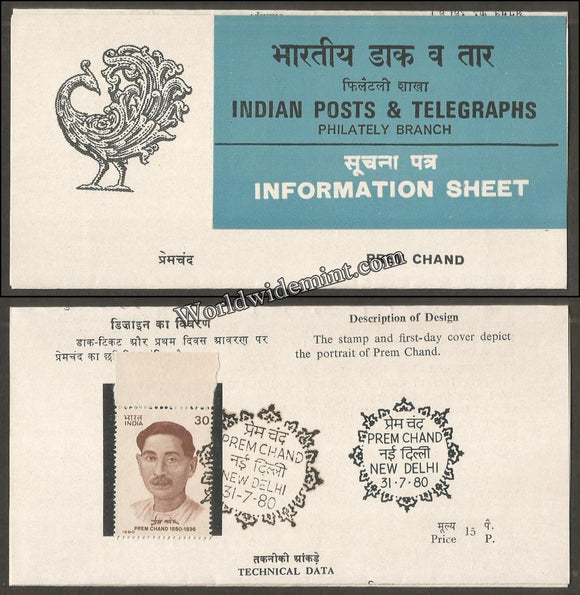 भारतीय डाक व तार
फिलैटली शाखा
INDIAN POSTS & TELEGRAPHS
PHILATELY BRANCH
सूचना पत्र
INFORMATION SHEET
प्रेमचंद
PREM CHAND
Worldwidemint.com
डिज़ाइन का विवरण
डाक-टिकट और प्रथम दिवस आवरण पर
प्रेमचंद का
Description of Design
The stamp and first-day cover depict
the portrait of Prem Chand.
भारत 30
INDIA
PREM CHAND 1880-1936
1980
प्रेम चंद
PREM CHAND
नई दिल्ली
NEW DELHI
31-7-80
प्रेम चंद
PREM CHAND
नई दिल्ली
NEW DELHI
31-7-80
मूल्य 15 पै.
Price P.
तकनीकी आंकड़े
TECHNICAL DATA